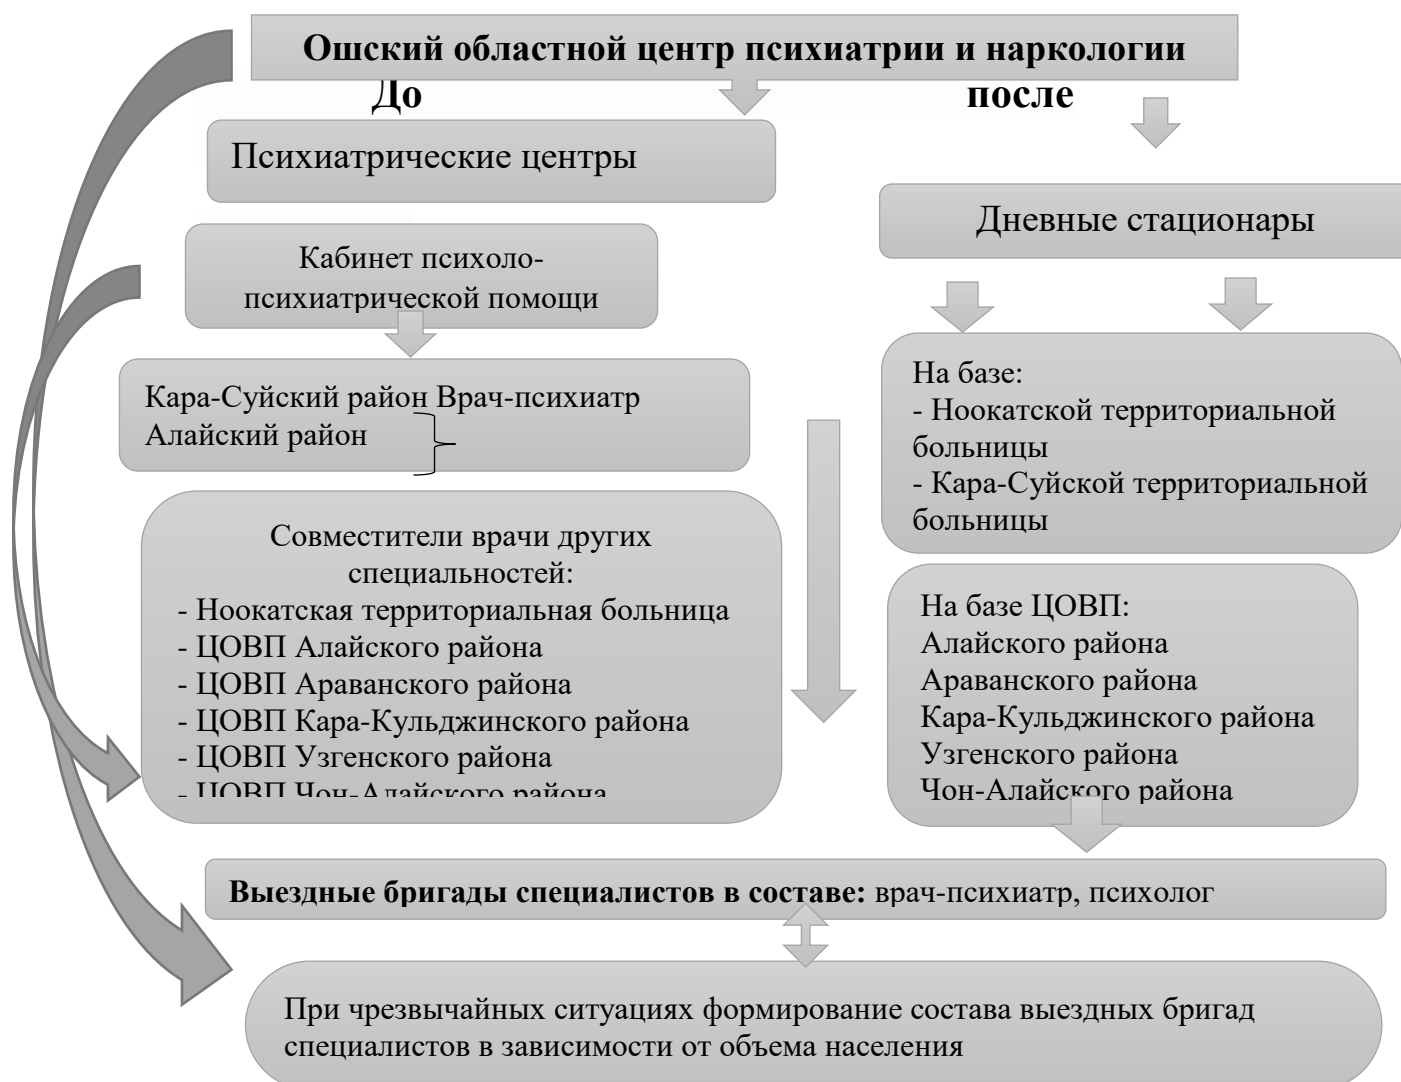 Ошский областной центр психиатрии и наркологии
До после
Психиатрические центры
Кабинет психоло-
психиатрической помощи
Кара-Суйский район Врач-психиатр
Алайский район
Совместители врачи других
специальностей:
- Ноокатская территориальная больница
- ЦОВП Алайского района
- ЦОВП Араванского района
- ЦОВП Кара-Кульджинского района
- ЦОВП Узгенского района
- ЦОВП Чон-Алайского района
Дневные стационары
На базе:
- Ноокатской территориальной
больницы
- Кара-Суйской территориальной
больницы
На базе ЦОВП:
Алайского района
Араванского района
Кара-Кульджинского района
Узгенского района
Чон-Алайского района
Выездные бригады специалистов в составе: врач-психиатр, психолог
При чрезвычайных ситуациях формирование состава выездных бригад
специалистов в зависимости от объема населения